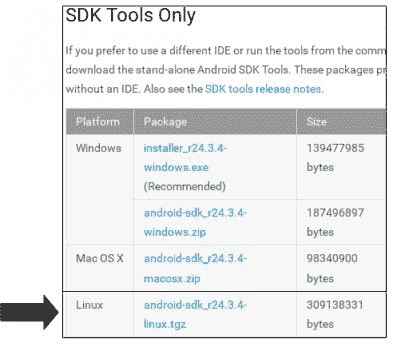 SDK Tools Only
If you prefer to use a different IDE or run the tools from the comm
download the stand-alone Android SDK Tools. These packages pr
without an IDE. Also see the SDK tools release notes.
Platform Package Size
Windows installer_r24.3.4- 139477985
windows.exe bytes
(Recommended)
android-sdk_r24.3.4- 187496897
windows.zip bytes
Mac OS X android-sdk_r24.3.4- 98340900
macosx.zip bytes
Linux android-sdk_r24.3.4- 309138331
linux.tgz bytes